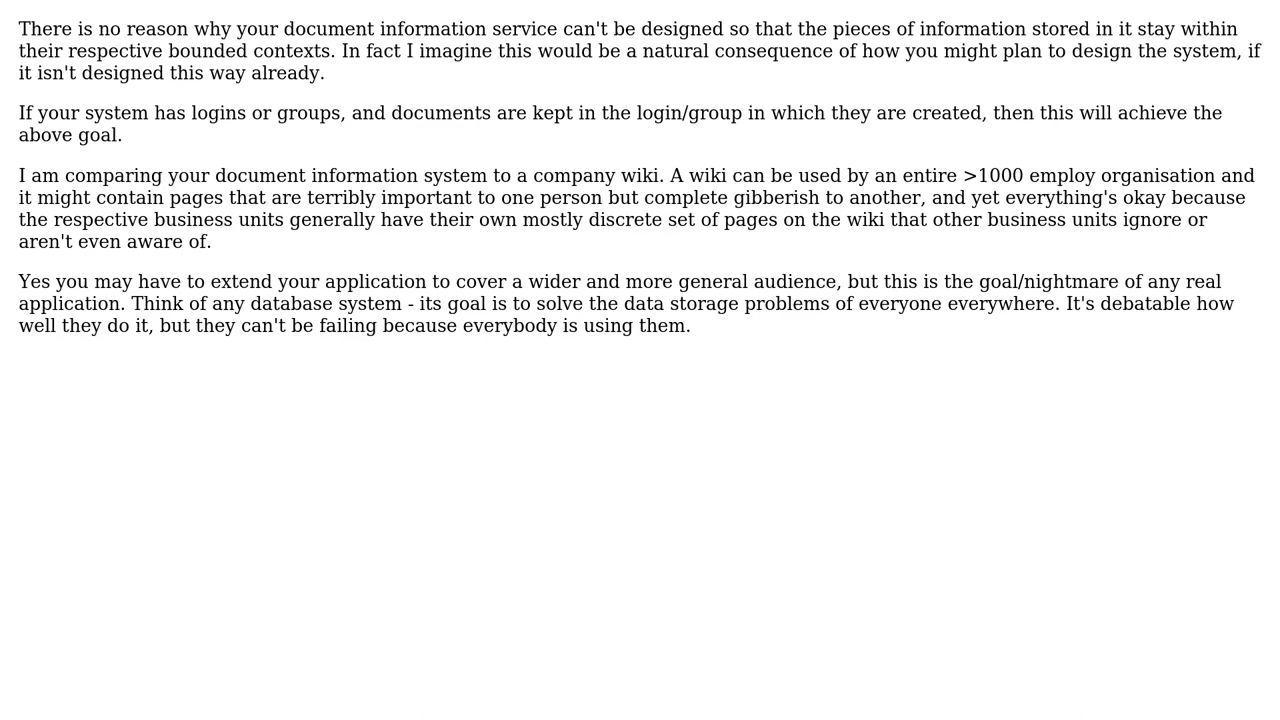 There is no reason why your document information service can't be designed so that the pieces of information stored in it stay within
their respective bounded contexts. In fact I imagine this would be a natural consequence of how you might plan to design the system, if
it isn't designed this way already.
If your system has logins or groups, and documents are kept in the login/group in which they are created, then this will achieve the
above goal.
I am comparing your document information system to a company wiki. A wiki can be used by an entire >1000 employ organisation and
it might contain pages that are terribly important to one person but complete gibberish to another, and yet everything's okay because
the respective business units generally have their own mostly discrete set of pages on the wiki that other business units ignore or
aren't even aware of.
Yes you may have to extend your application to cover a wider and more general audience, but this is the goal/nightmare of any real
application. Think of any database system - its goal is to solve the data storage problems of everyone everywhere. It's debatable how
well they do it, but they can't be failing because everybody is using them.